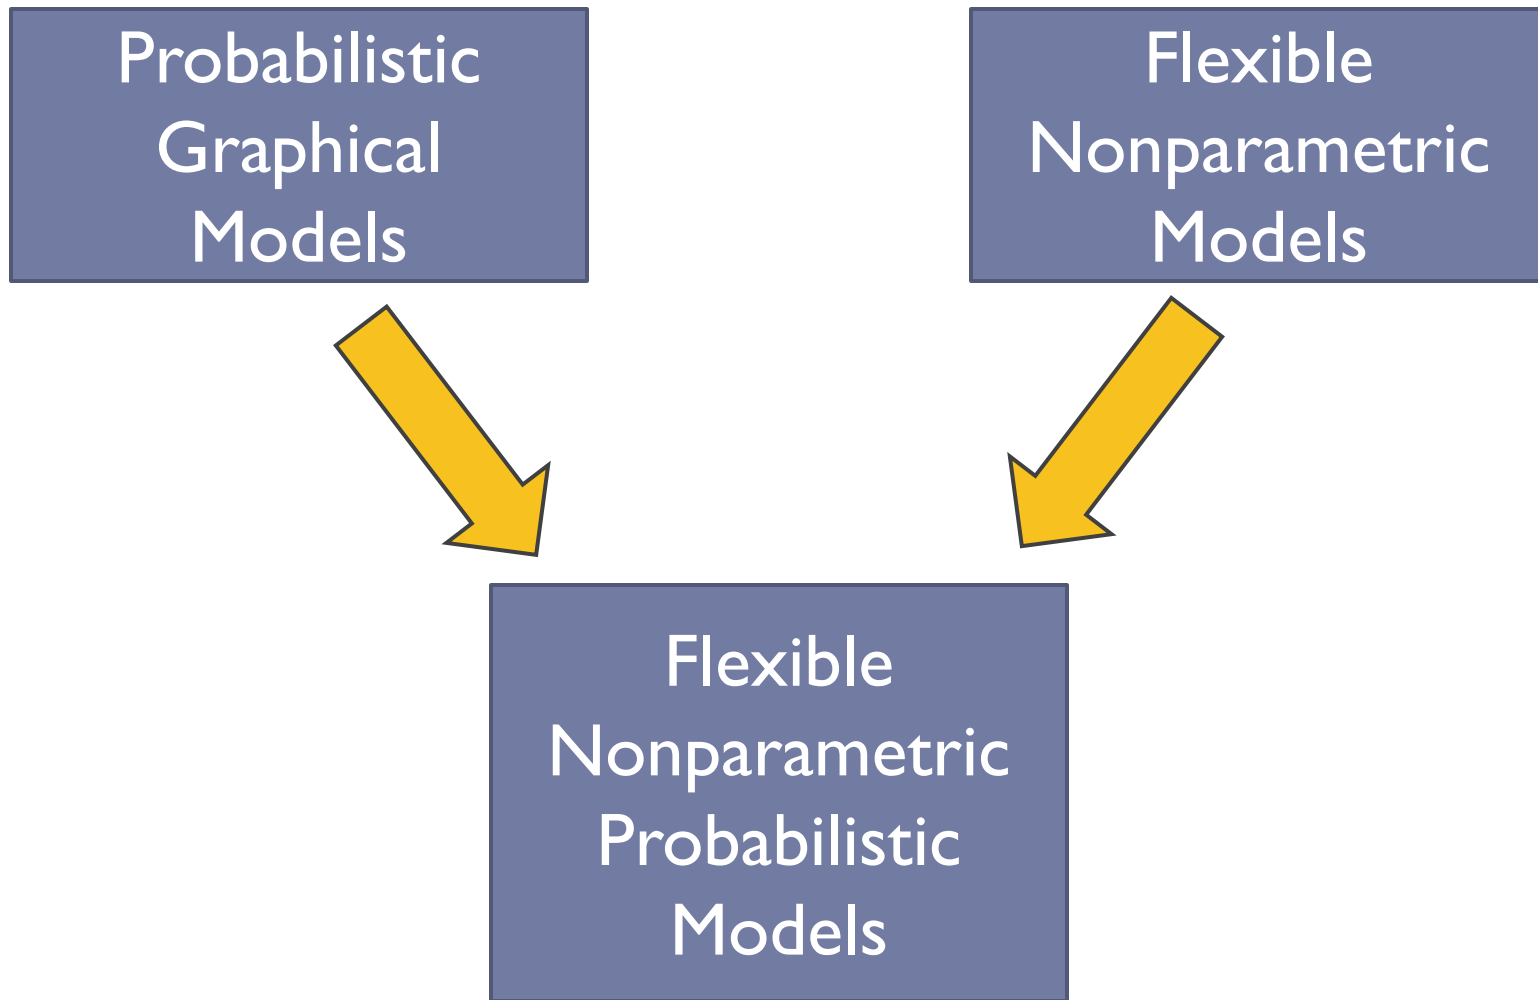 Probabilistic
Graphical
Models
Flexible
Nonparametric
Models
Flexible
Nonparametric
Probabilistic
Models